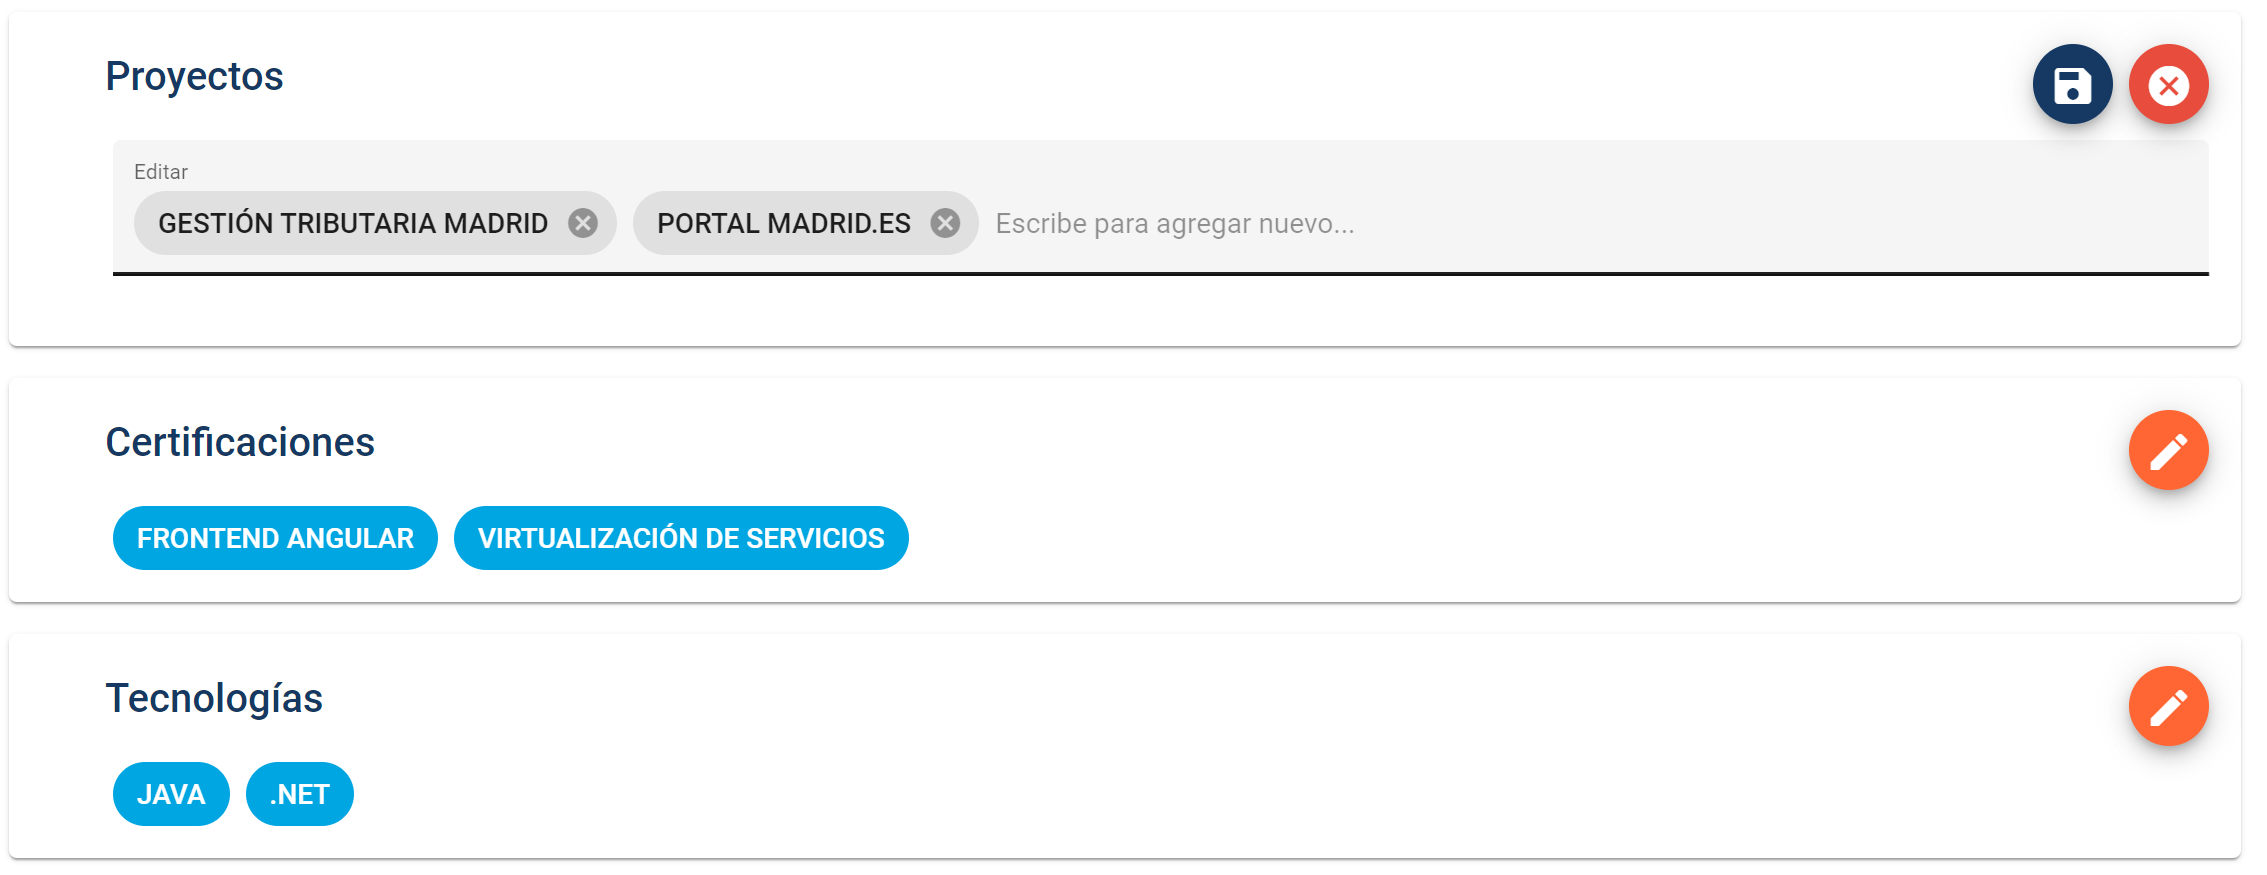 Proyectos
Editar
GESTIÓN TRIBUTARIA MADRID PORTAL MADRID.ES Escribe para agregar nuevo...
Certificaciones
FRONTEND ANGULAR VIRTUALIZACIÓN DE SERVICIOS
Tecnologías
JAVA .NET